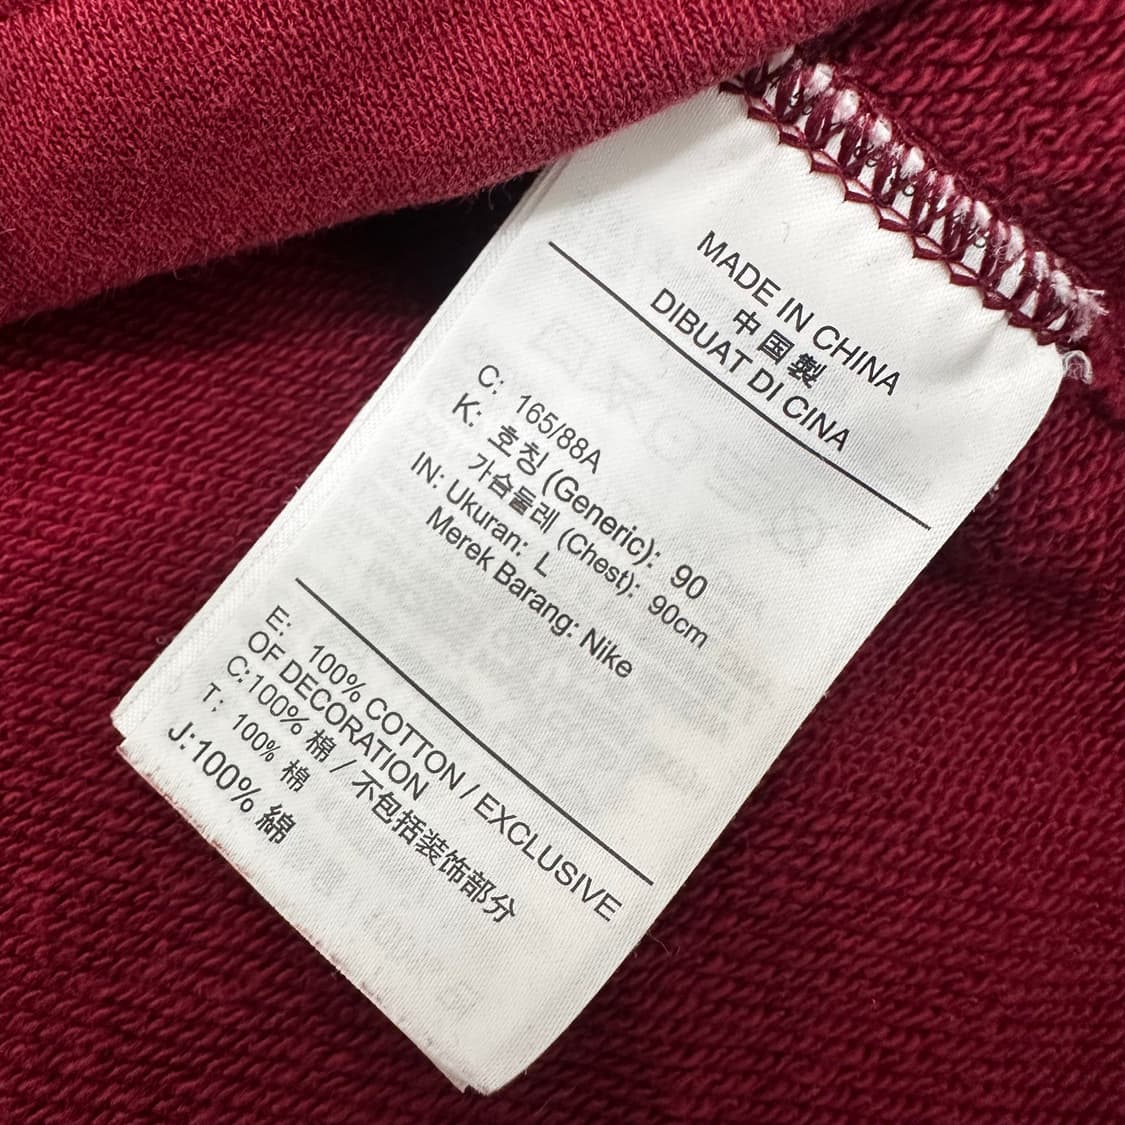 MADE IN CHINA
中国製
DIBUAT DI CINA
C: 165/88A
K: 호칭 (Generic): 90
가슴둘레 (Chest): 90cm
IN: Ukuran: L
Merek Barang: Nike
E: 100% COTTON / EXCLUSIVE
OF DECORATION
C:100% 棉 / 不包括装饰部分
T: 100% 棉
J:100% 綿